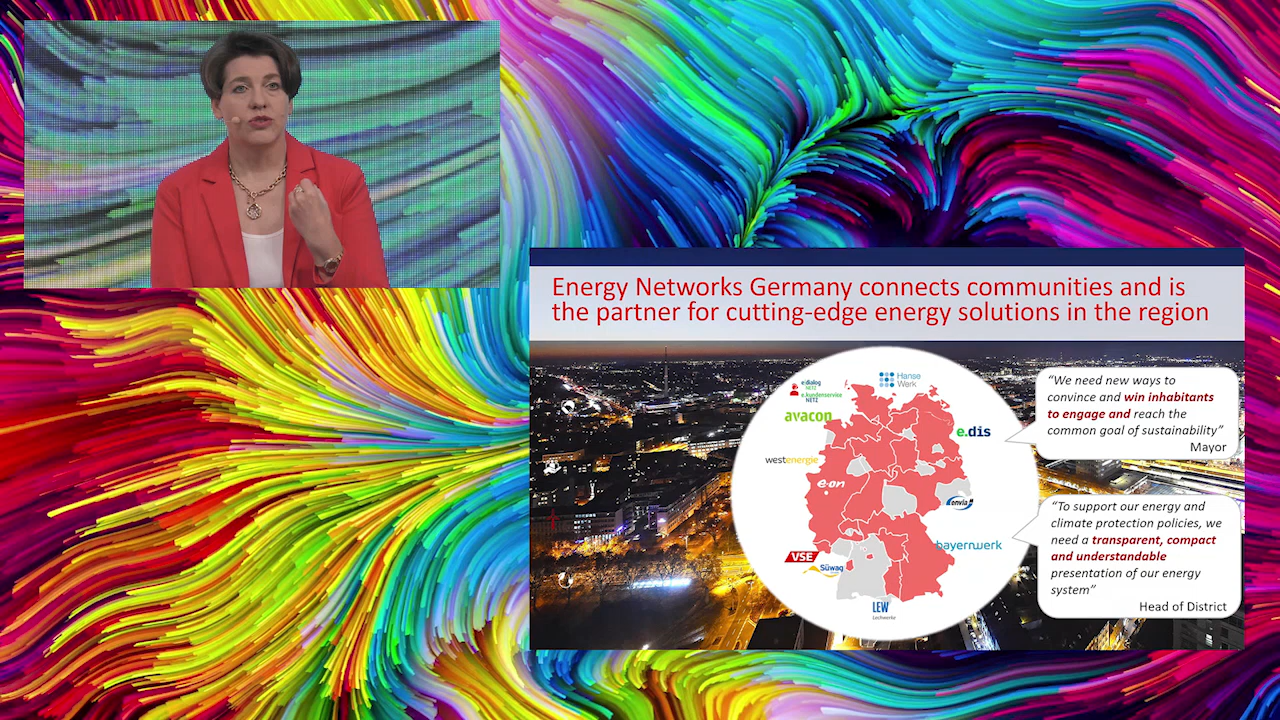 Energy Networks Germany connects communities and is
the partner for cutting-edge energy solutions in the region
Hanse
Werk
e.dialog
NETZ
e.kundenservice
NETZ
avacon
e.dis
westenergie
e.on
envia
bayernwerk
VSE
Süwag
LEW
Lechwerke
“We need new ways to
convince and win inhabitants
to engage and reach the
common goal of sustainability”
Mayor
“To support our energy and
climate protection policies, we
need a transparent, compact
and understandable
presentation of our energy
system”
Head of District